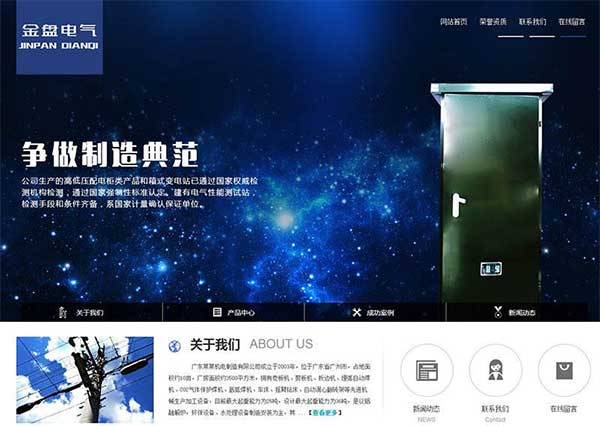 金盘电气
JINPAN DIANQI
网站首页 荣誉资质 联系我们 在线留言
争做制造典范
公司生产的高低压配电柜类产品和箱式变电站已通过国家权威检
测机构检测，通过国家强制性标准认定。建有电气性能测试站，
检测手段和条件齐备，系国家计量确认保证单位。
关于我们 产品中心 成功案例 新闻动态
关于我们 ABOUT US
广东某某机电制造有限公司成立于2003年，位于广东省广州市，占地面
积约10亩，厂房面积约3500平方米，拥有卷板机、剪板机、折边机、埋弧自动焊
机、CO2气体保护焊机、氩弧焊机、车床、摇臂钻床、自动滚心翻转架等先进机
械生产加工设备，目前最大起重能力为25吨，设计最大起重能力为30吨，是以铝
融解炉、环保设备、水处理设备制造安装为主，其 ... 【查看更多】
新闻动态 联系我们 在线留言
NEWS Contact